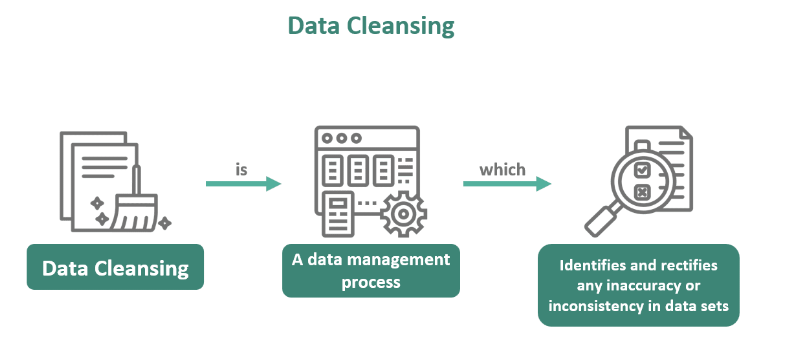 Data Cleansing
is
which
Data Cleansing
A data management
process
Identifies and rectifies
any inaccuracy or
inconsistency in data sets